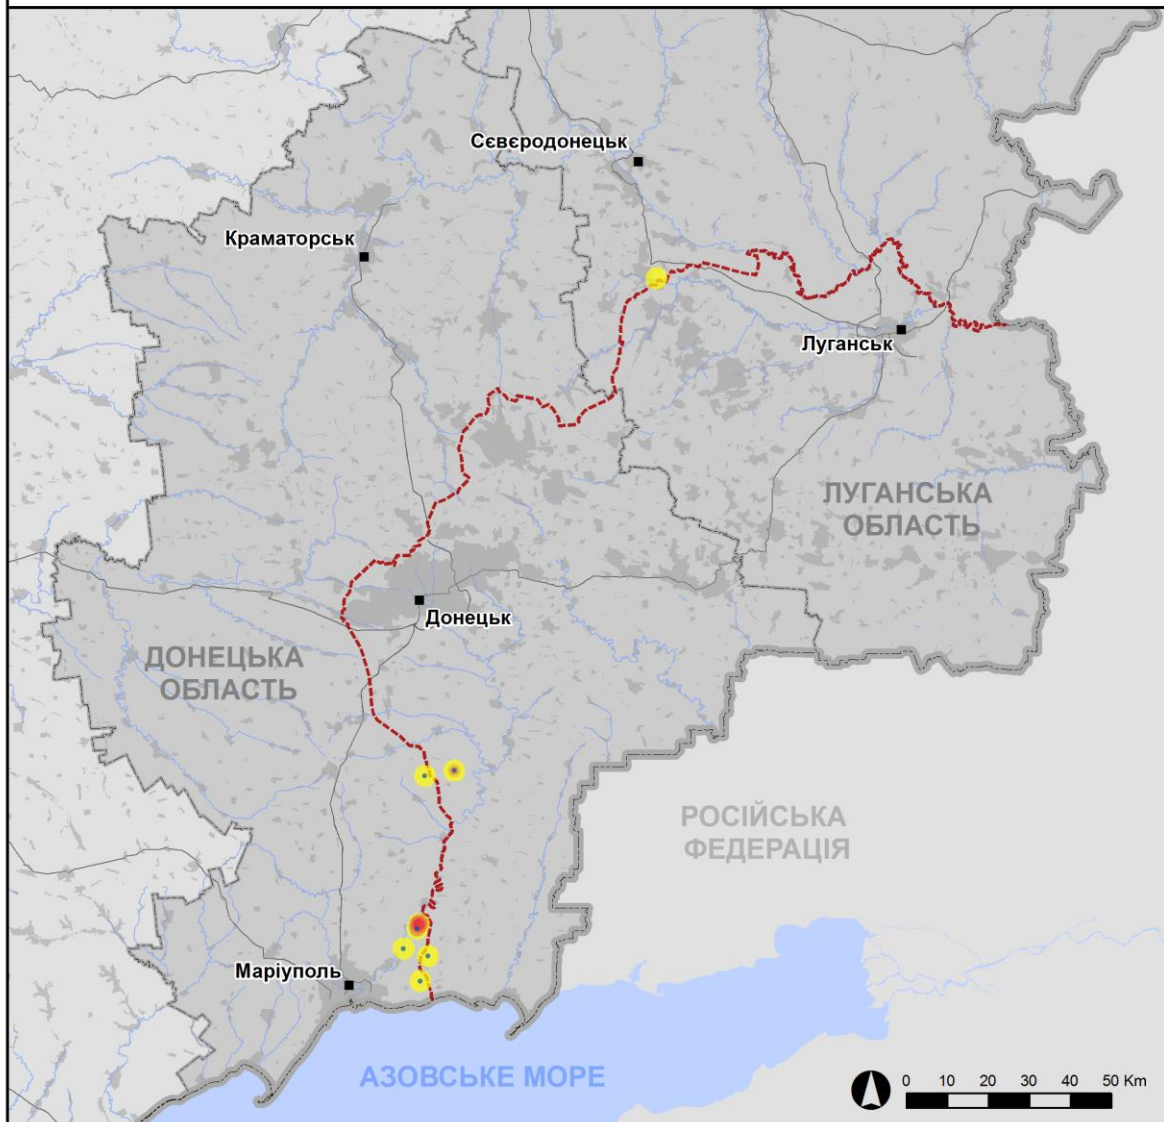 Сєвєродонецьк
Краматорськ
Луганськ
ЛУГАНСЬКА
ОБЛАСТЬ
Донецьк
ДОНЕЦЬКА
ОБЛАСТЬ
РОСІЙСЬКА
ФЕДЕРАЦІЯ
Маріуполь
АЗОВСЬКЕ МОРЕ
0 10 20 30 40 50 Km